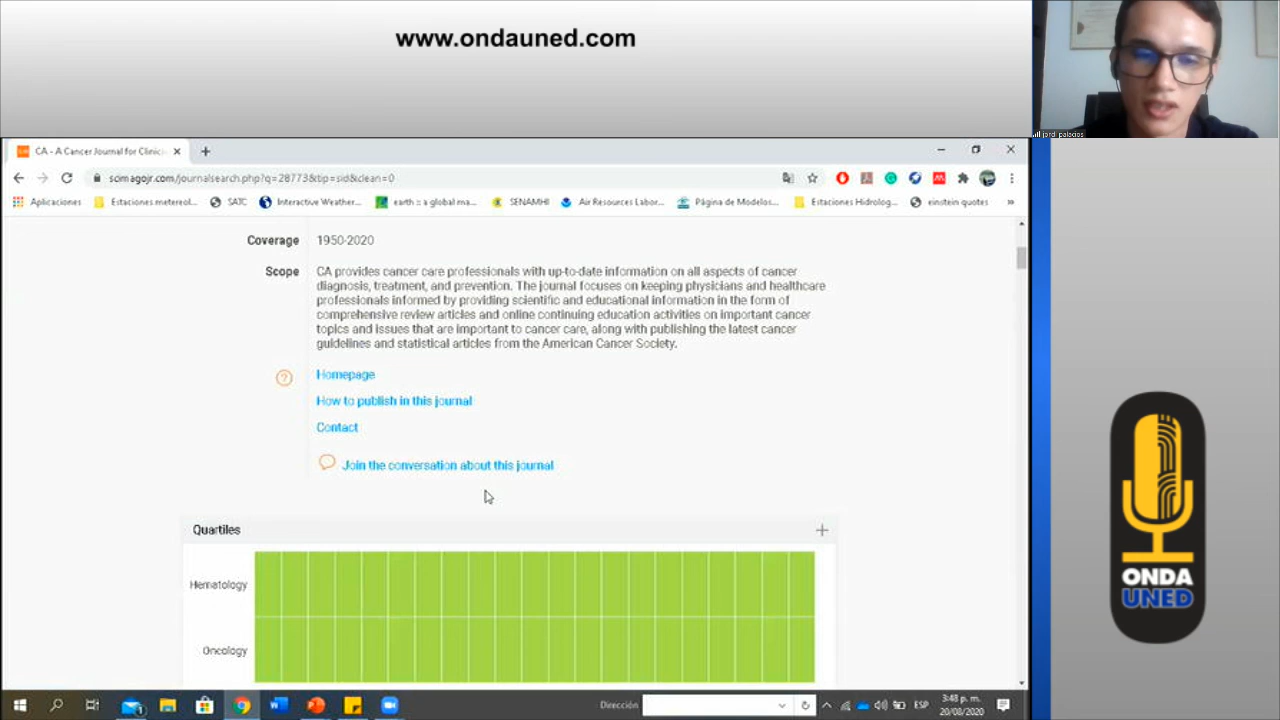 www.ondauned.com
jordi palacios
CA - A Cancer Journal for Clinici
scimagojr.com/journalsearch.php?q=28773&tip=sid&clean=0
Aplicaciones
Estaciones metereol...
SATC
Interactive Weather...
earth :: a global ma...
SENAMHI
Air Resources Labor...
Página de Modelos...
Estaciones Hidrolog...
einstein quotes
»
Coverage 1950-2020
Scope CA provides cancer care professionals with up-to-date information on all aspects of cancer
diagnosis, treatment, and prevention. The journal focuses on keeping physicians and healthcare
professionals informed by providing scientific and educational information in the form of
comprehensive review articles and online continuing education activities on important cancer
topics and issues that are important to cancer care, along with publishing the latest cancer
guidelines and statistical articles from the American Cancer Society.
?
Homepage
How to publish in this journal
Contact
Join the conversation about this journal
Quartiles
Hematology
Oncology
ONDA
UNED
Dirección
ESP
3:48 p. m.
20/08/2020